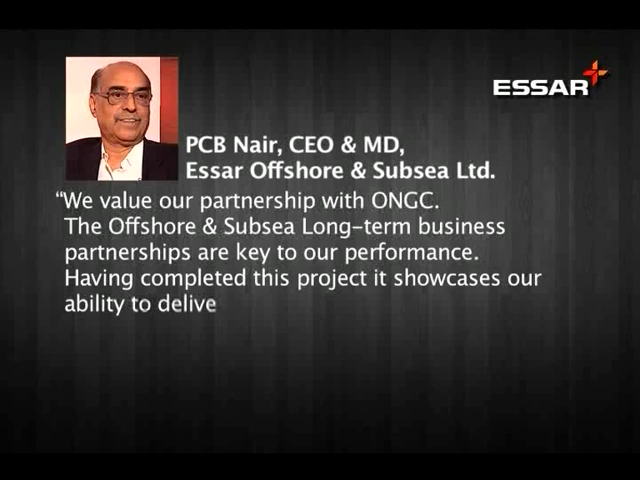 ESSAR
PCB Nair, CEO & MD,
Essar Offshore & Subsea Ltd.
“We value our partnership with ONGC.
The Offshore & Subsea Long-term business
partnerships are key to our performance.
Having completed this project it showcases our
ability to delive